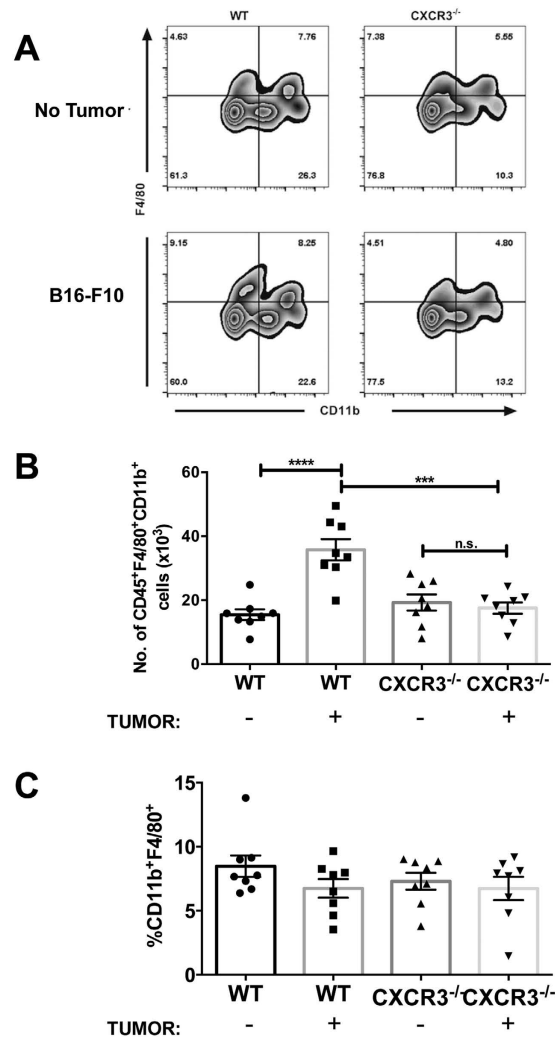 A
WT CXCR3-/-
No Tumor
4.63 7.76 7.38 5.55
61.3 26.3 76.8 10.3
F4/80
B16-F10
9.15 8.25 4.51 4.80
60.0 22.6 77.5 13.2
CD11b
B
No. of CD45+F4/80+CD11b+
cells (x10³)
60
40
20
0
****
***
n.s.
WT WT CXCR3-/- CXCR3-/-
TUMOR: - + - +
C
%CD11b+F4/80+
15
10
5
0
WT WT CXCR3-/- CXCR3-/-
TUMOR: - + - +